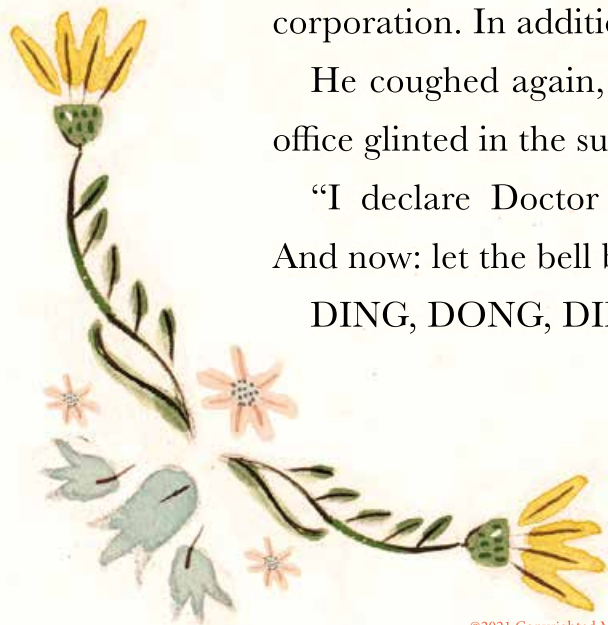 corporation. In additi
He coughed again,
office glinted in the su
“I declare Doctor
And now: let the bell b
DING, DONG, DI